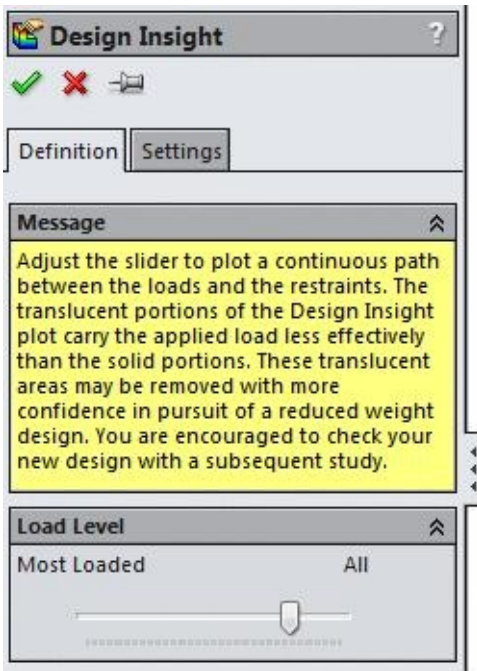 Design Insight ?
Definition Settings
Message
Adjust the slider to plot a continuous path
between the loads and the restraints. The
translucent portions of the Design Insight
plot carry the applied load less effectively
than the solid portions. These translucent
areas may be removed with more
confidence in pursuit of a reduced weight
design. You are encouraged to check your
new design with a subsequent study.
Load Level
Most Loaded All